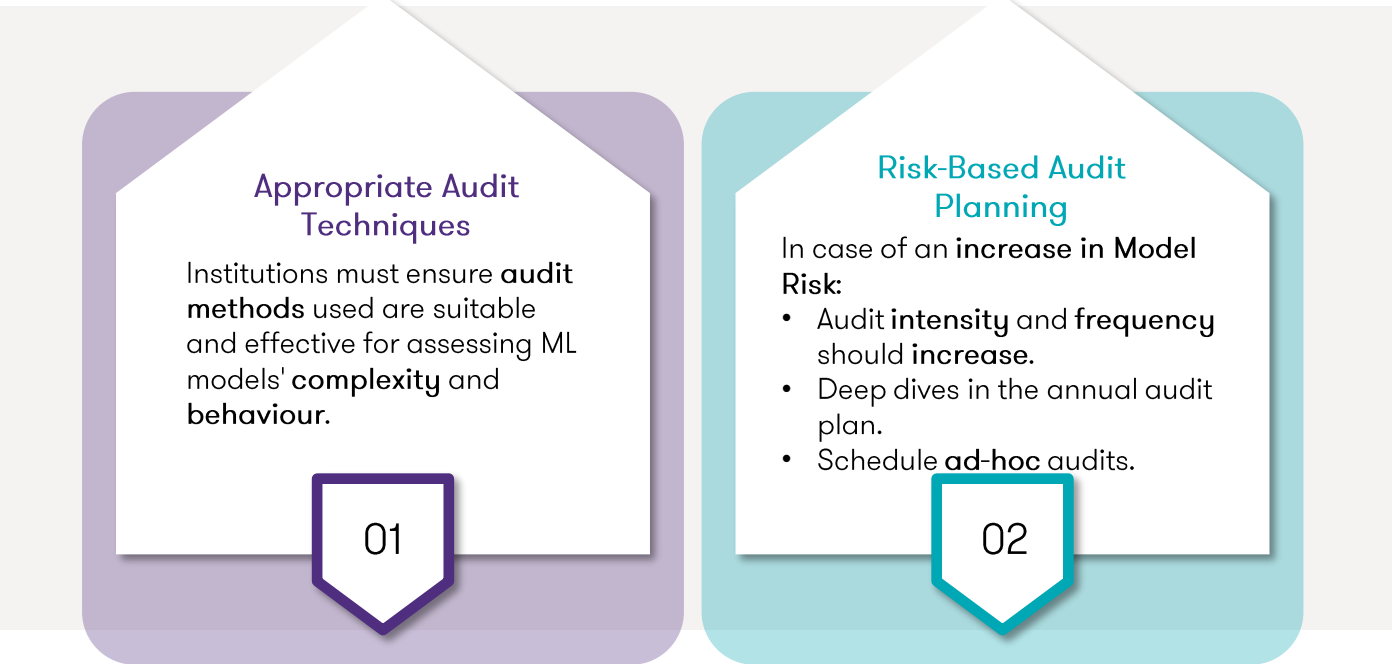 Appropriate Audit
Techniques
Institutions must ensure audit
methods used are suitable
and effective for assessing ML
models' complexity and
behaviour.
01
Risk-Based Audit
Planning
In case of an increase in Model
Risk:
• Audit intensity and frequency
should increase.
• Deep dives in the annual audit
plan.
• Schedule ad-hoc audits.
02